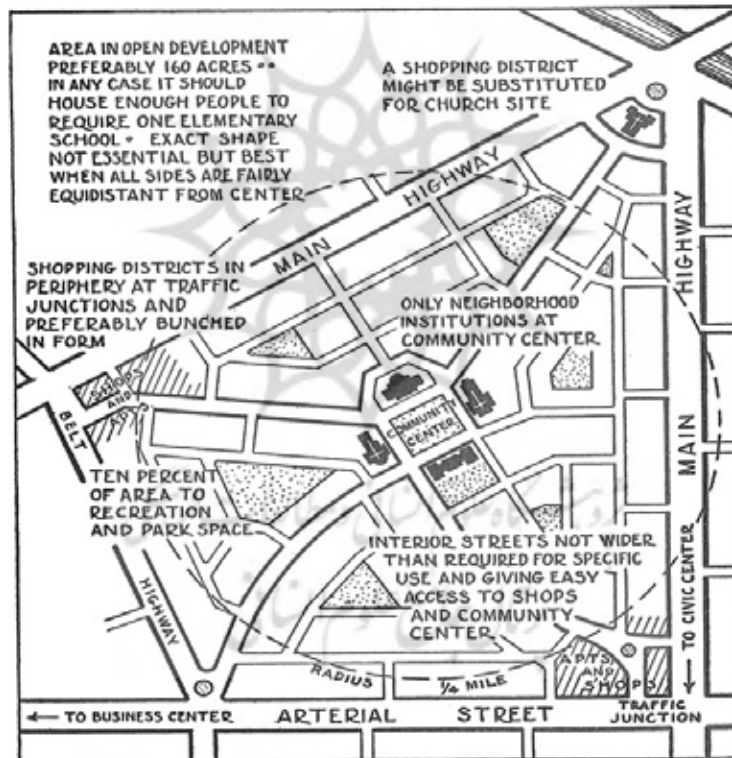 AREA IN OPEN DEVELOPMENT
PREFERABLY 160 ACRES **
IN ANY CASE IT SHOULD
HOUSE ENOUGH PEOPLE TO
REQUIRE ONE ELEMENTARY
SCHOOL * EXACT SHAPE
NOT ESSENTIAL BUT BEST
WHEN ALL SIDES ARE FAIRLY
EQUIDISTANT FROM CENTER
A SHOPPING DISTRICT
MIGHT BE SUBSTITUTED
FOR CHURCH SITE
MAIN HIGHWAY
HIGHWAY
MAIN
SHOPPING DISTRICTS IN
PERIPHERY AT TRAFFIC
JUNCTIONS AND
PREFERABLY BUNCHED
IN FORM
ONLY NEIGHBORHOOD
INSTITUTIONS AT
COMMUNITY CENTER
SHOPS
AND
BELT
HIGHWAY
COMMUNITY
CENTER
TEN PERCENT
OF AREA TO
RECREATION
AND PARK SPACE
INTERIOR STREETS NOT WIDER
THAN REQUIRED FOR SPECIFIC
USE AND GIVING EASY
ACCESS TO SHOPS
AND COMMUNITY
CENTER
TO CIVIC CENTER
RADIUS 1/4 MILE
APTS
AND
SHOPS
TRAFFIC
JUNCTION
← TO BUSINESS CENTER
ARTERIAL STREET